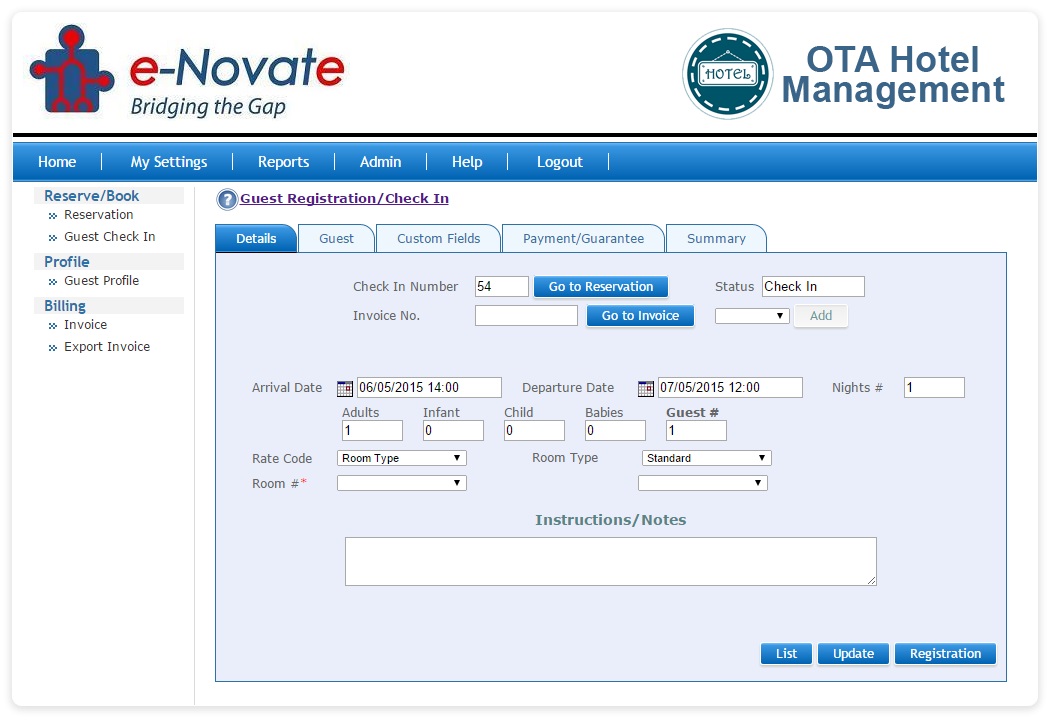 e-Novate
Bridging the Gap
HOTEL
OTA Hotel
Management
Home My Settings Reports Admin Help Logout
Reserve/Book
Reservation
Guest Check In
Profile
Guest Profile
Billing
Invoice
Export Invoice
? Guest Registration/Check In
Details Guest Custom Fields Payment/Guarantee Summary
Check In Number 54 Go to Reservation Status Check In
Invoice No. Go to Invoice Add
Arrival Date 06/05/2015 14:00 Departure Date 07/05/2015 12:00 Nights # 1
Adults Infant Child Babies Guest #
1 0 0 0 1
Rate Code Room Type Room Type Standard
Room #*
Instructions/Notes
List Update Registration